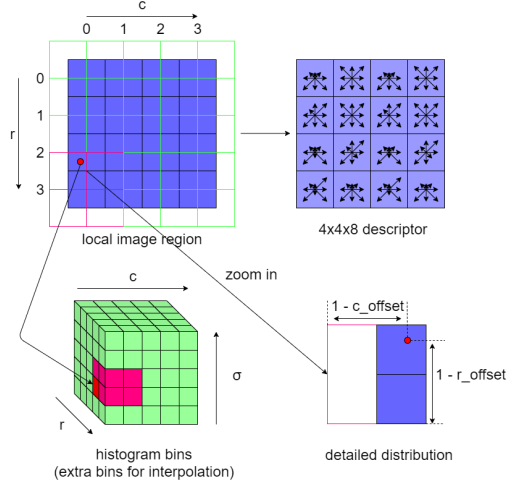 c
0 1 2 3
0
1
r
2
3
local image region
4x4x8 descriptor
zoom in
c
1 - c_offset
σ
1 - r_offset
r
histogram bins
(extra bins for interpolation)
detailed distribution